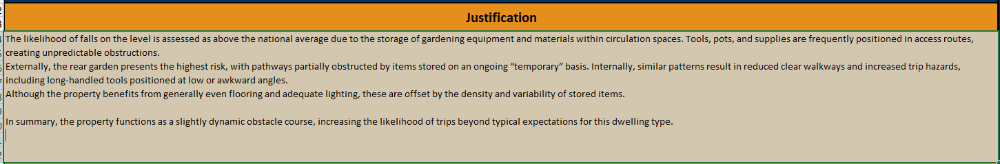 Justification
The likelihood of falls on the level is assessed as above the national average due to the storage of gardening equipment and materials within circulation spaces. Tools, pots, and supplies are frequently positioned in access routes,
creating unpredictable obstructions.
Externally, the rear garden presents the highest risk, with pathways partially obstructed by items stored on an ongoing “temporary” basis. Internally, similar patterns result in reduced clear walkways and increased trip hazards,
including long-handled tools positioned at low or awkward angles.
Although the property benefits from generally even flooring and adequate lighting, these are offset by the density and variability of stored items.
In summary, the property functions as a slightly dynamic obstacle course, increasing the likelihood of trips beyond typical expectations for this dwelling type.